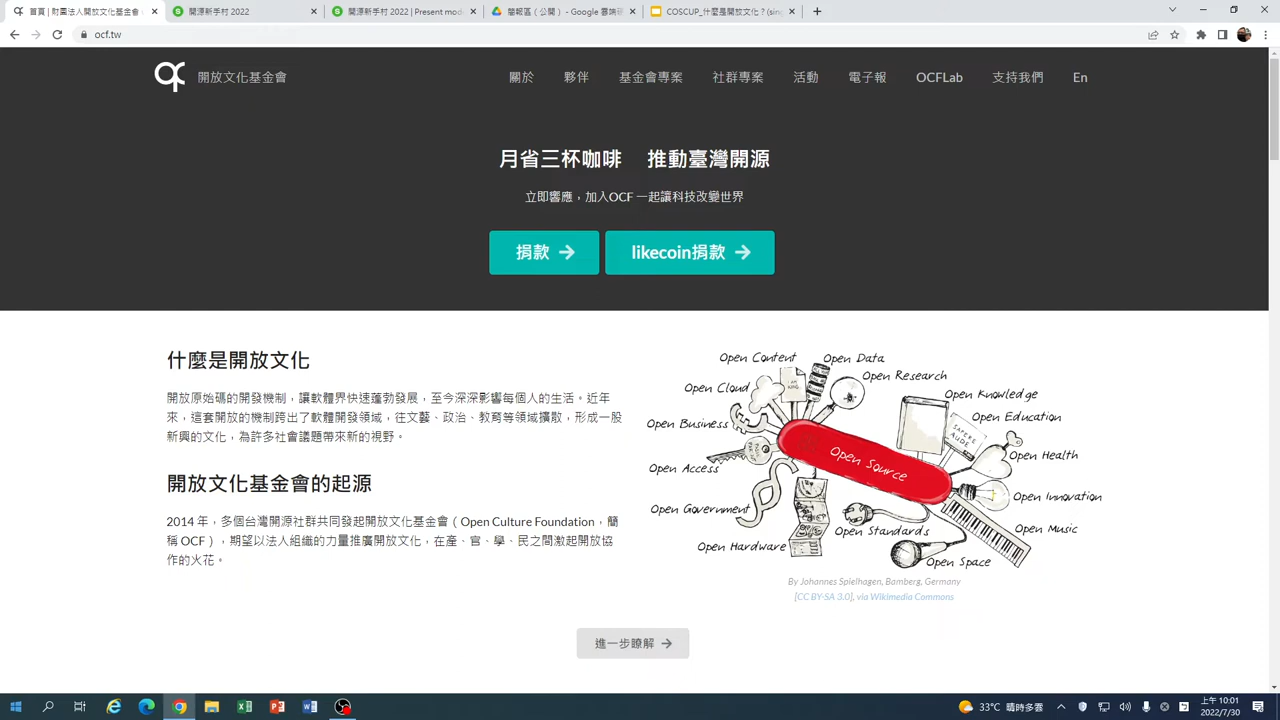 首頁 | 財團法人開放文化基金會
開源新手村 2022
開源新手村 2022 | Present mode
簡報區（公開） - Google 雲端硬
COSCUP_什麼是開放文化？(sing
ocf.tw
開放文化基金會
關於
夥伴
基金會專案
社群專案
活動
電子報
OCFLab
支持我們
En
月省三杯咖啡 推動臺灣開源
立即響應，加入OCF 一起讓科技改變世界
捐款
likecoin捐款
什麼是開放文化
開放原始碼的開發機制，讓軟體界快速蓬勃發展，至今深深影響每個人的生活。近年
來，這套開放的機制跨出了軟體開發領域，往文藝、政治、教育等領域擴散，形成一股
新興的文化，為許多社會議題帶來新的視野。
開放文化基金會的起源
2014 年，多個台灣開源社群共同發起開放文化基金會（Open Culture Foundation，簡
稱 OCF），期望以法人組織的力量推廣開放文化，在產、官、學、民之間激起開放協
作的火花。
Open Content
Open Data
Open Research
Open Cloud
Open Knowledge
Open Education
Open Business
SAPERE AUDE
Open Source
Open Health
Open Access
Open Innovation
Open Government
Open Music
Open Standards
Open Hardware
Open Space
By Johannes Spielhagen, Bamberg, Germany
[CC BY-SA 3.0], via Wikimedia Commons
進一步瞭解
33°C 晴時多雲
上午 10:01
2022/7/30